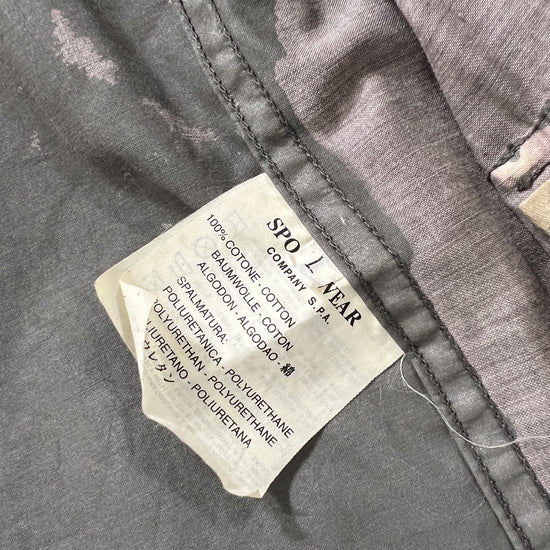 SPO L WEAR
COMPANY S.P.A.
100% COTONE - COTTON
BAUMWOLLE - COTON
ALGODON - ALGODAO - 綿
SPALMATURA:
POLIURETANICA - POLYURETHANE
POLYURETHAN - POLYURETHANE
POLIURETANO - POLIURETANA
ウレタン